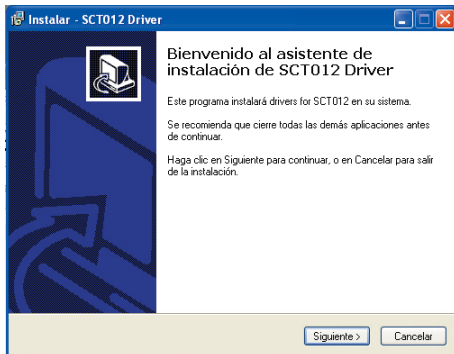 Instalar - SCT012 Driver
Bienvenido al asistente de
instalación de SCT012 Driver
Este programa instalará drivers for SCT012 en su sistema.
Se recomienda que cierre todas las demás aplicaciones antes
de continuar.
Haga clic en Siguiente para continuar, o en Cancelar para salir
de la instalación.
Siguiente >
Cancelar